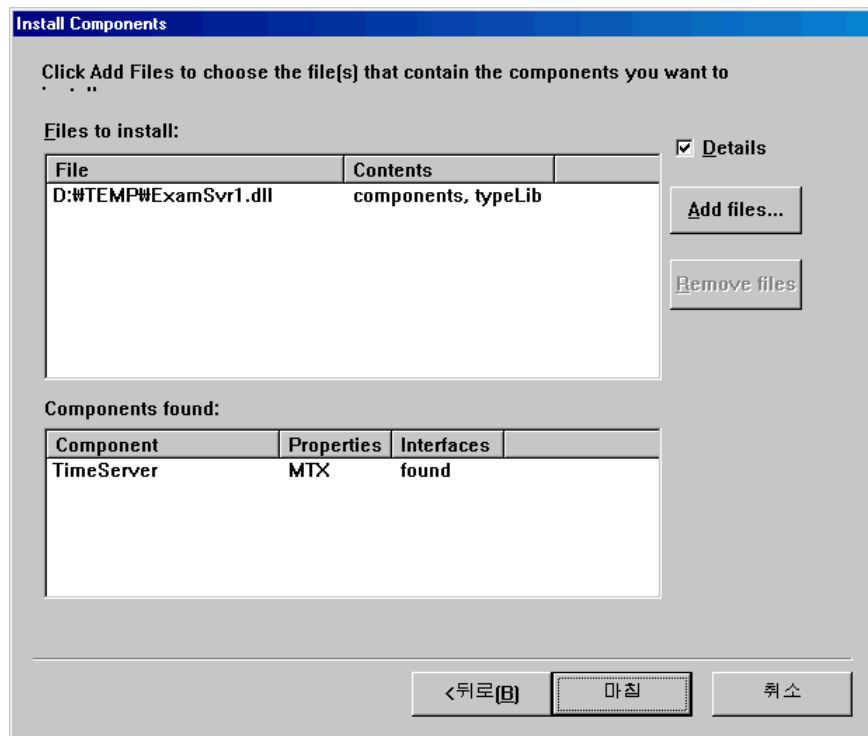 Install Components
Click Add Files to choose the file(s) that contain the components you want to
Files to install:
Details
File Contents
D:₩TEMP₩ExamSvr1.dll components, typeLib
Add files...
Remove files
Components found:
Component Properties Interfaces
TimeServer MTX found
<뒤로(B) 마침 취소